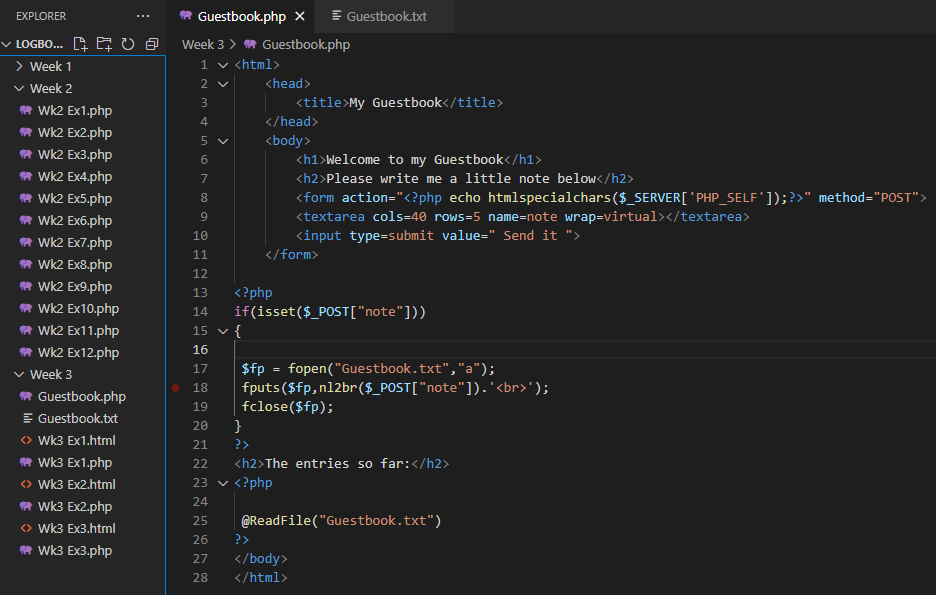 EXPLORER
LOGBO...
Week 1
Week 2
Wk2 Ex1.php
Wk2 Ex2.php
Wk2 Ex3.php
Wk2 Ex4.php
Wk2 Ex5.php
Wk2 Ex6.php
Wk2 Ex7.php
Wk2 Ex8.php
Wk2 Ex9.php
Wk2 Ex10.php
Wk2 Ex11.php
Wk2 Ex12.php
Week 3
Guestbook.php
Guestbook.txt
Wk3 Ex1.html
Wk3 Ex1.php
Wk3 Ex2.html
Wk3 Ex2.php
Wk3 Ex3.html
Wk3 Ex3.php
Guestbook.php Guestbook.txt
Week 3 > Guestbook.php
1 <html>
2 <head>
3 <title>My Guestbook</title>
4 </head>
5 <body>
6 <h1>Welcome to my Guestbook</h1>
7 <h2>Please write me a little note below</h2>
8 <form action="<?php echo htmlspecialchars($_SERVER['PHP_SELF']);?>" method="POST">
9 <textarea cols=40 rows=5 name=note wrap=virtual></textarea>
10 <input type=submit value=" Send it ">
11 </form>
12
13 <?php
14 if(isset($_POST["note"]))
15 {
16
17 $fp = fopen("Guestbook.txt","a");
18 fputs($fp,nl2br($_POST["note"]).'<br>');
19 fclose($fp);
20 }
21 ?>
22 <h2>The entries so far:</h2>
23 <?php
24
25 @ReadFile("Guestbook.txt")
26 ?>
27 </body>
28 </html>